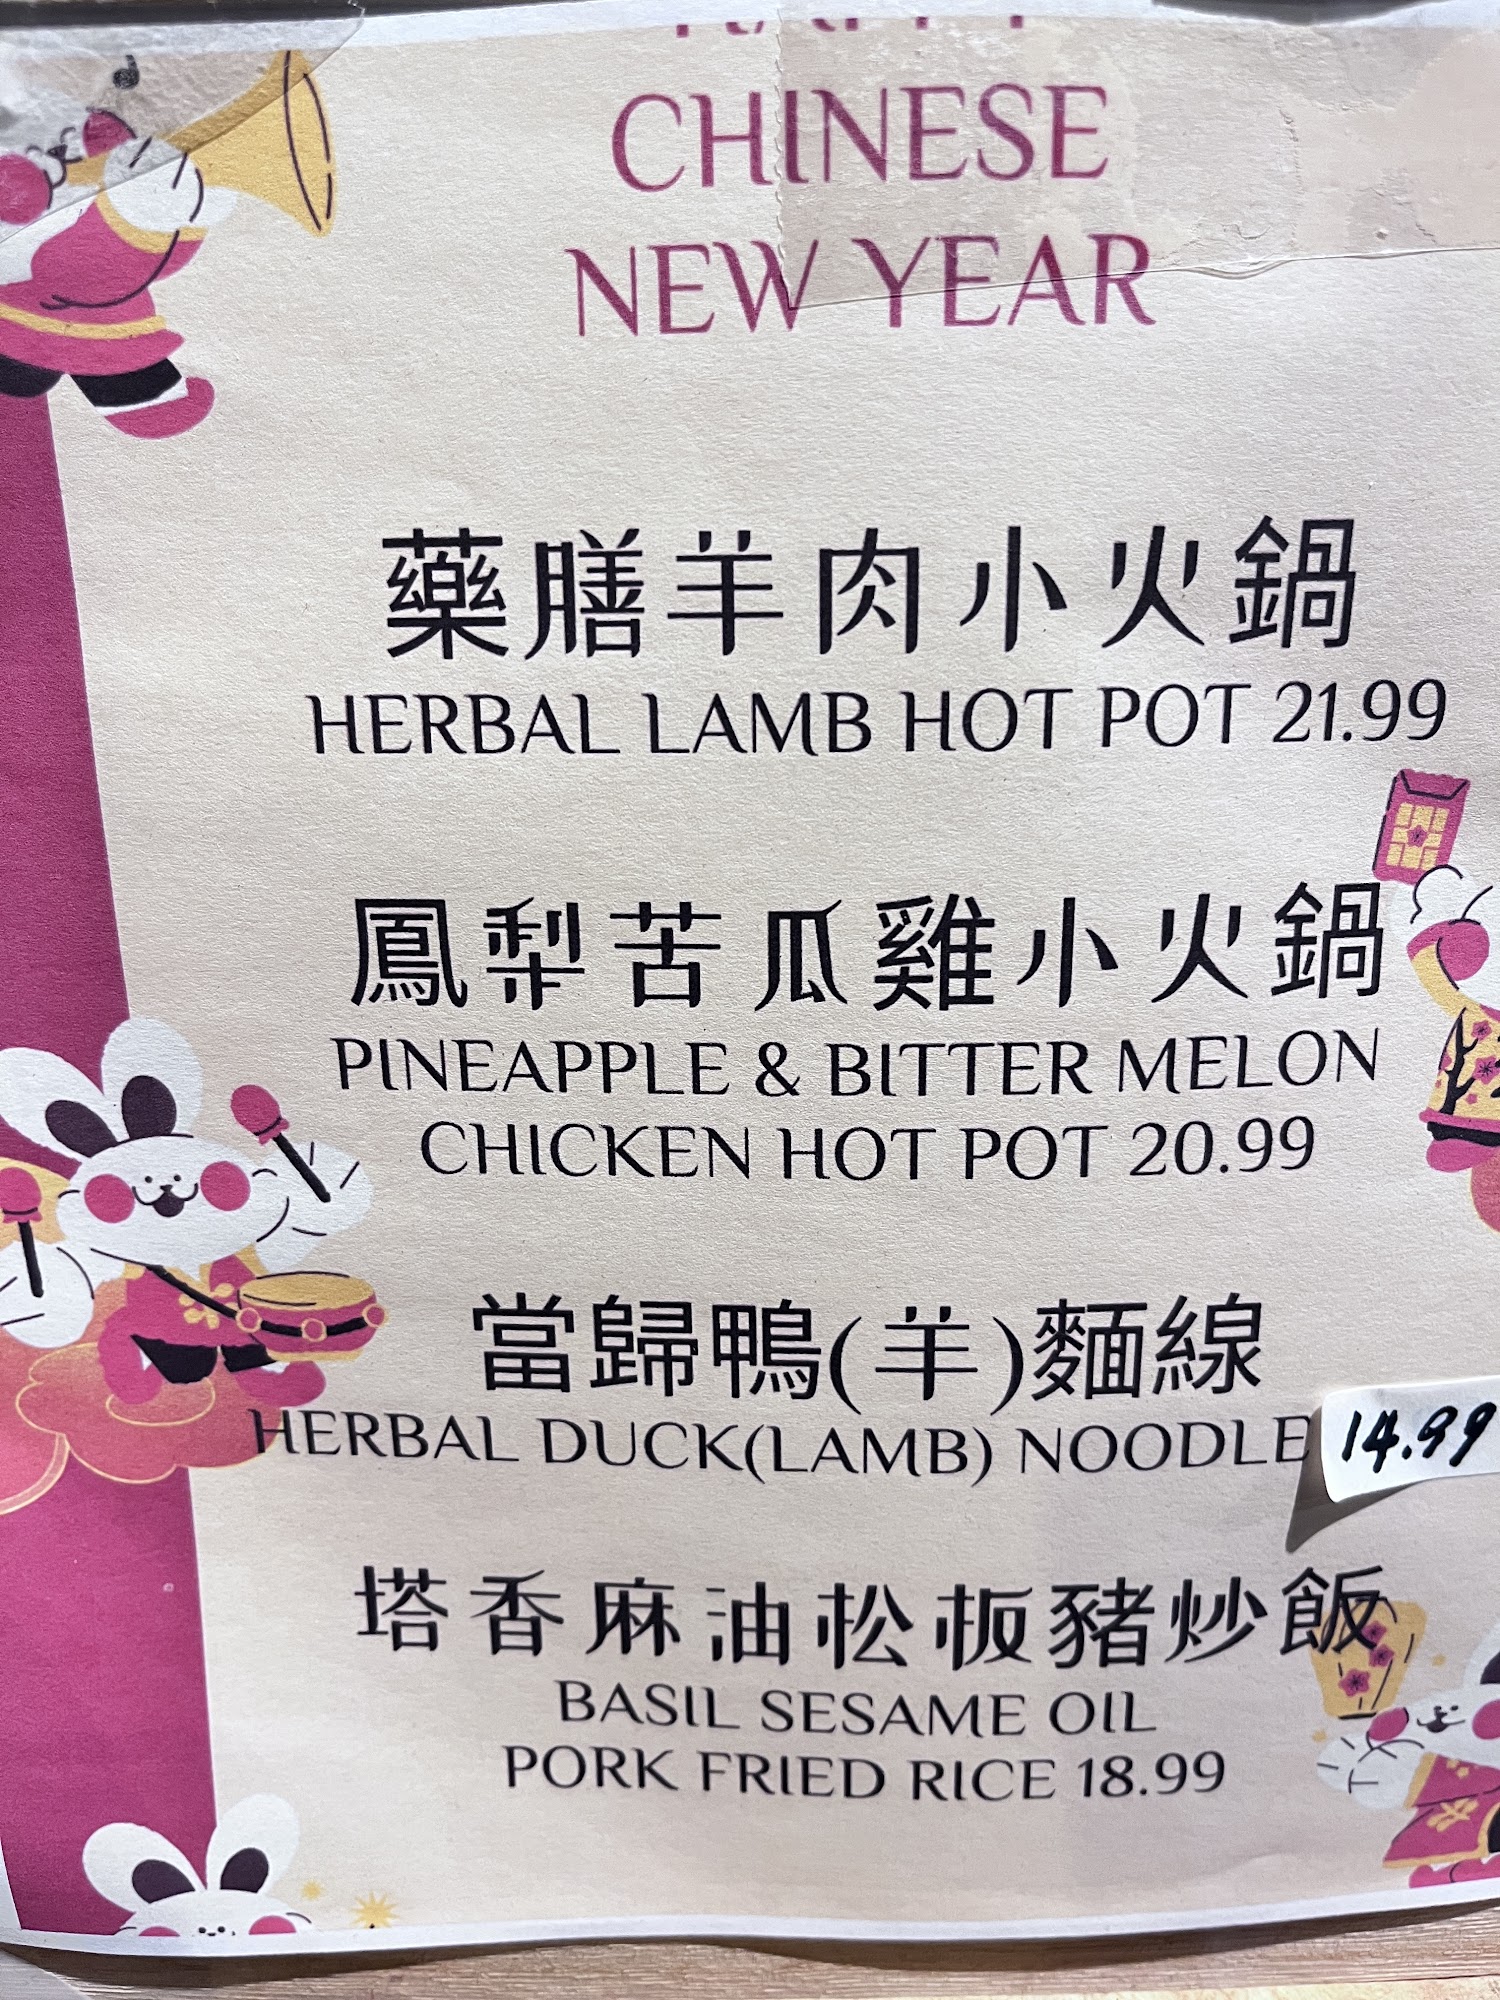 HAPPY
CHINESE
NEW YEAR
藥膳羊肉小火鍋
HERBAL LAMB HOT POT 21.99
鳳梨苦瓜雞小火鍋
PINEAPPLE & BITTER MELON
CHICKEN HOT POT 20.99
當歸鴨(羊)麵線
HERBAL DUCK(LAMB) NOODLE 14.99
塔香麻油松板豬炒飯
BASIL SESAME OIL
PORK FRIED RICE 18.99